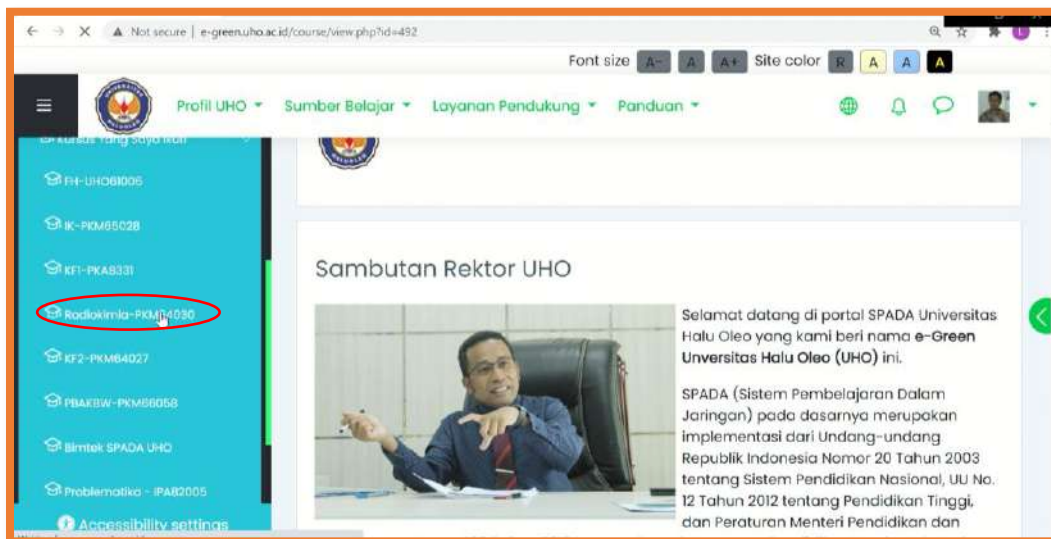 Not secure | e-green.uho.ac.id/course/view.php?id=492
Font size A- A A+ Site color R A A A
Profil UHO Sumber Belajar Layanan Pendukung Panduan
Kursus Yang Saya Ikuti
FH-UHO61006
IK-PKM65028
KF1-PKA8331
Radiokimia-PKM64030
KF2-PKM64027
PBAKBW-PKM66058
Bimtek SPADA UHO
Problematika - IPA82005
Accessibility settings
Sambutan Rektor UHO
Selamat datang di portal SPADA Universitas
Halu Oleo yang kami beri nama e-Green
Unversitas Halu Oleo (UHO) ini.
SPADA (Sistem Pembelajaran Dalam
Jaringan) pada dasarnya merupakan
implementasi dari Undang-undang
Republik Indonesia Nomor 20 Tahun 2003
tentang Sistem Pendidikan Nasional, UU No.
12 Tahun 2012 tentang Pendidikan Tinggi,
dan Peraturan Menteri Pendidikan dan